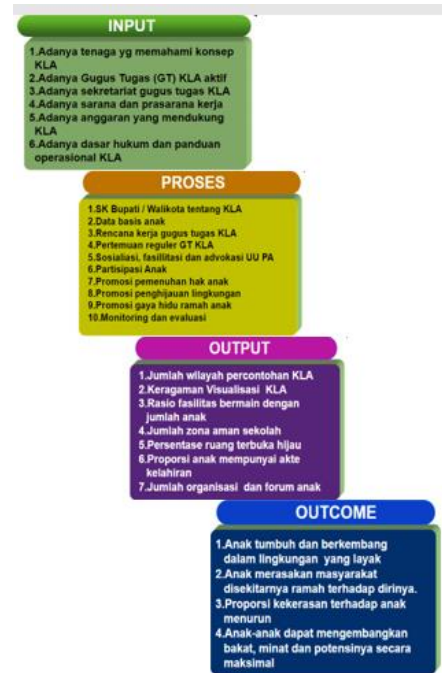 INPUT
1.Adanya tenaga yg memahami konsep
KLA
2.Adanya Gugus Tugas (GT) KLA aktif
3.Adanya sekretariat gugus tugas KLA
4.Adanya sarana dan prasarana kerja
5.Adanya anggaran yang mendukung
KLA
6.Adanya dasar hukum dan panduan
operasional KLA
PROSES
1.SK Bupati / Walikota tentang KLA
2.Data basis anak
3.Rencana kerja gugus tugas KLA
4.Pertemuan reguler GT KLA
5.Sosialiasi, fasillitasi dan advokasi UU PA
6.Partisipasi Anak
7.Promosi pemenuhan hak anak
8.Promosi penghijauan lingkungan
9.Promosi gaya hidu ramah anak
10.Monitoring dan evaluasi
OUTPUT
1.Jumlah wilayah percontohan KLA
2.Keragaman Visualisasi KLA
3.Rasio fasilitas bermain dengan
jumlah anak
4.Jumlah zona aman sekolah
5.Persentase ruang terbuka hijau
6.Proporsi anak mempunyai akte
kelahiran
7.Jumlah organisasi dan forum anak
OUTCOME
1.Anak tumbuh dan berkembang
dalam lingkungan yang layak
2.Anak merasakan masyarakat
disekitarnya ramah terhadap dirinya.
3.Proporsi kekerasan terhadap anak
menurun
4.Anak-anak dapat mengembangkan
bakat, minat dan potensinya secara
maksimal